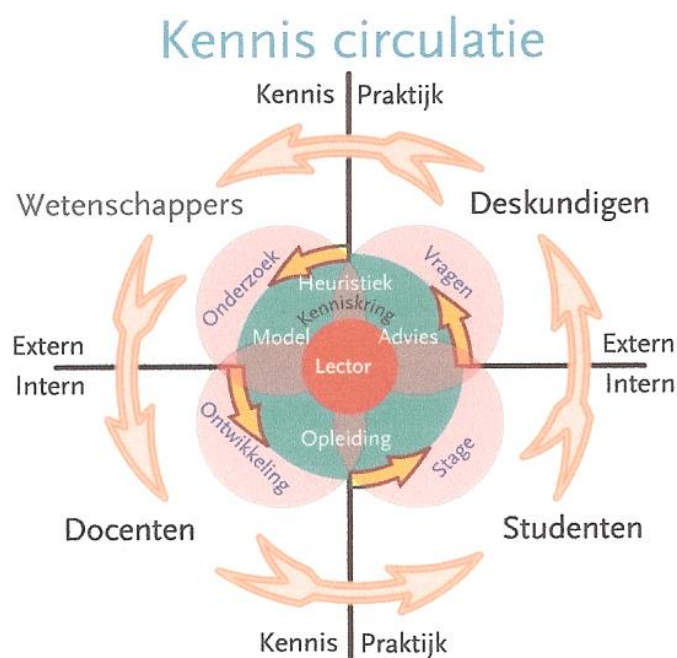 Kennis circulatie
Kennis Praktijk
Wetenschappers
Deskundigen
Onderzoek
Vragen
Heuristiek
Kenniskring
Model
Advies
Extern
Intern
Lector
Extern
Intern
Ontwikkeling
Opleiding
Stage
Docenten
Studenten
Kennis Praktijk